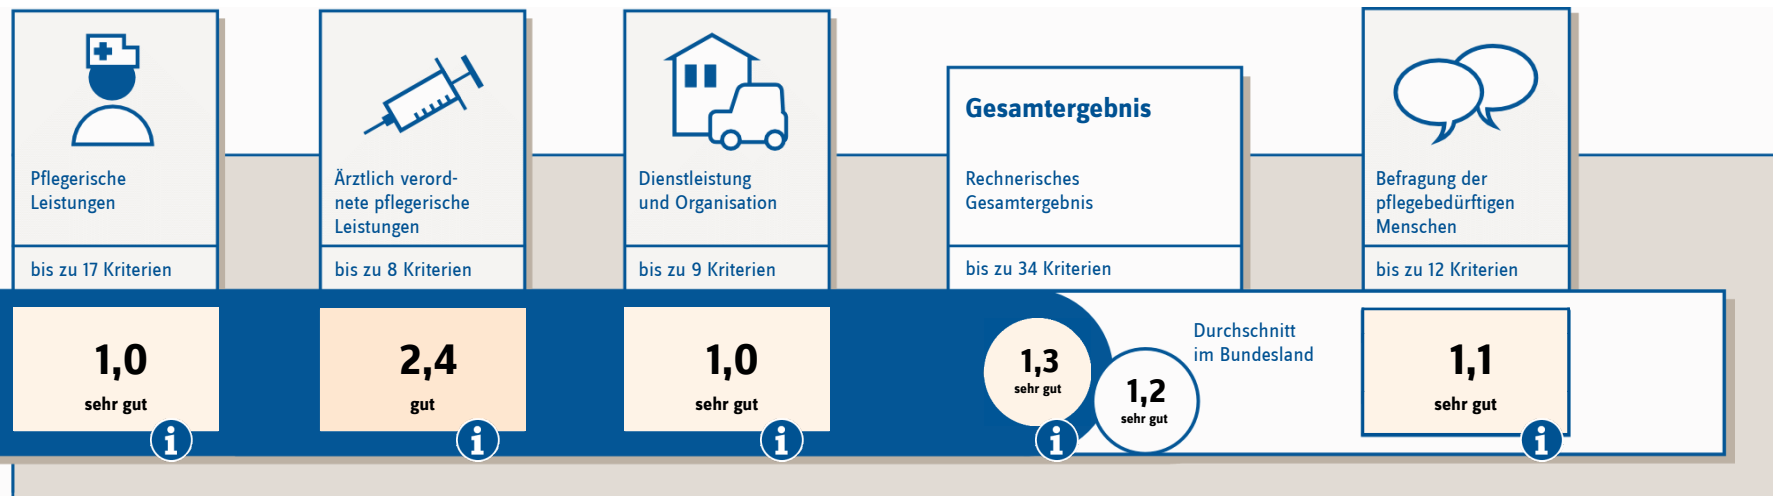 Pflegerische
Leistungen
bis zu 17 Kriterien
1,0
sehr gut
i
Ärztlich verord-
nete pflegerische
Leistungen
bis zu 8 Kriterien
2,4
gut
i
Dienstleistung
und Organisation
bis zu 9 Kriterien
1,0
sehr gut
i
Gesamtergebnis
Rechnerisches
Gesamtergebnis
bis zu 34 Kriterien
1,3
sehr gut
i
1,2
sehr gut
Durchschnitt
im Bundesland
Befragung der
pflegebedürftigen
Menschen
bis zu 12 Kriterien
1,1
sehr gut
i